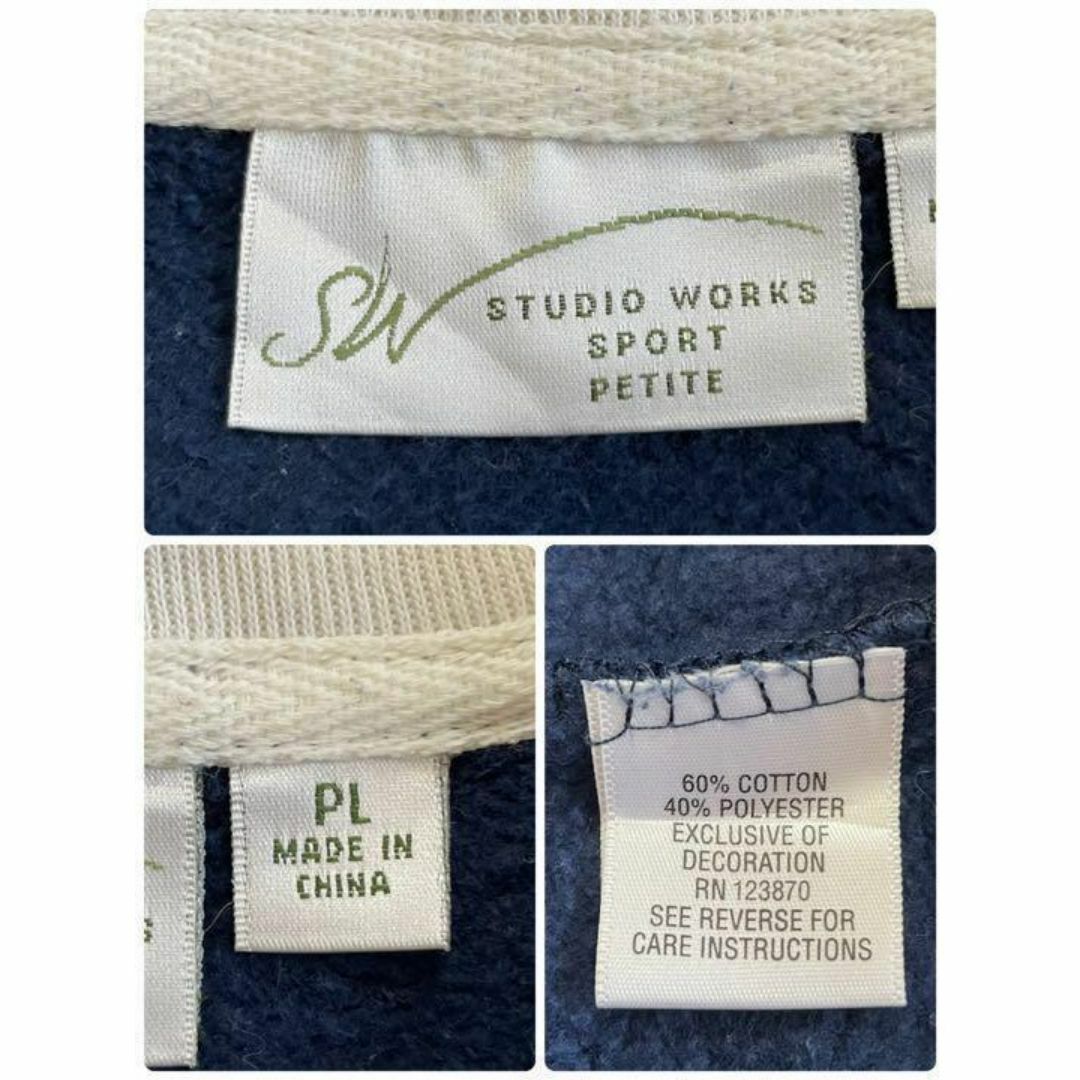 SW
STUDIO WORKS
SPORT
PETITE
PL
MADE IN
CHINA
60% COTTON
40% POLYESTER
EXCLUSIVE OF
DECORATION
RN 123870
SEE REVERSE FOR
CARE INSTRUCTIONS